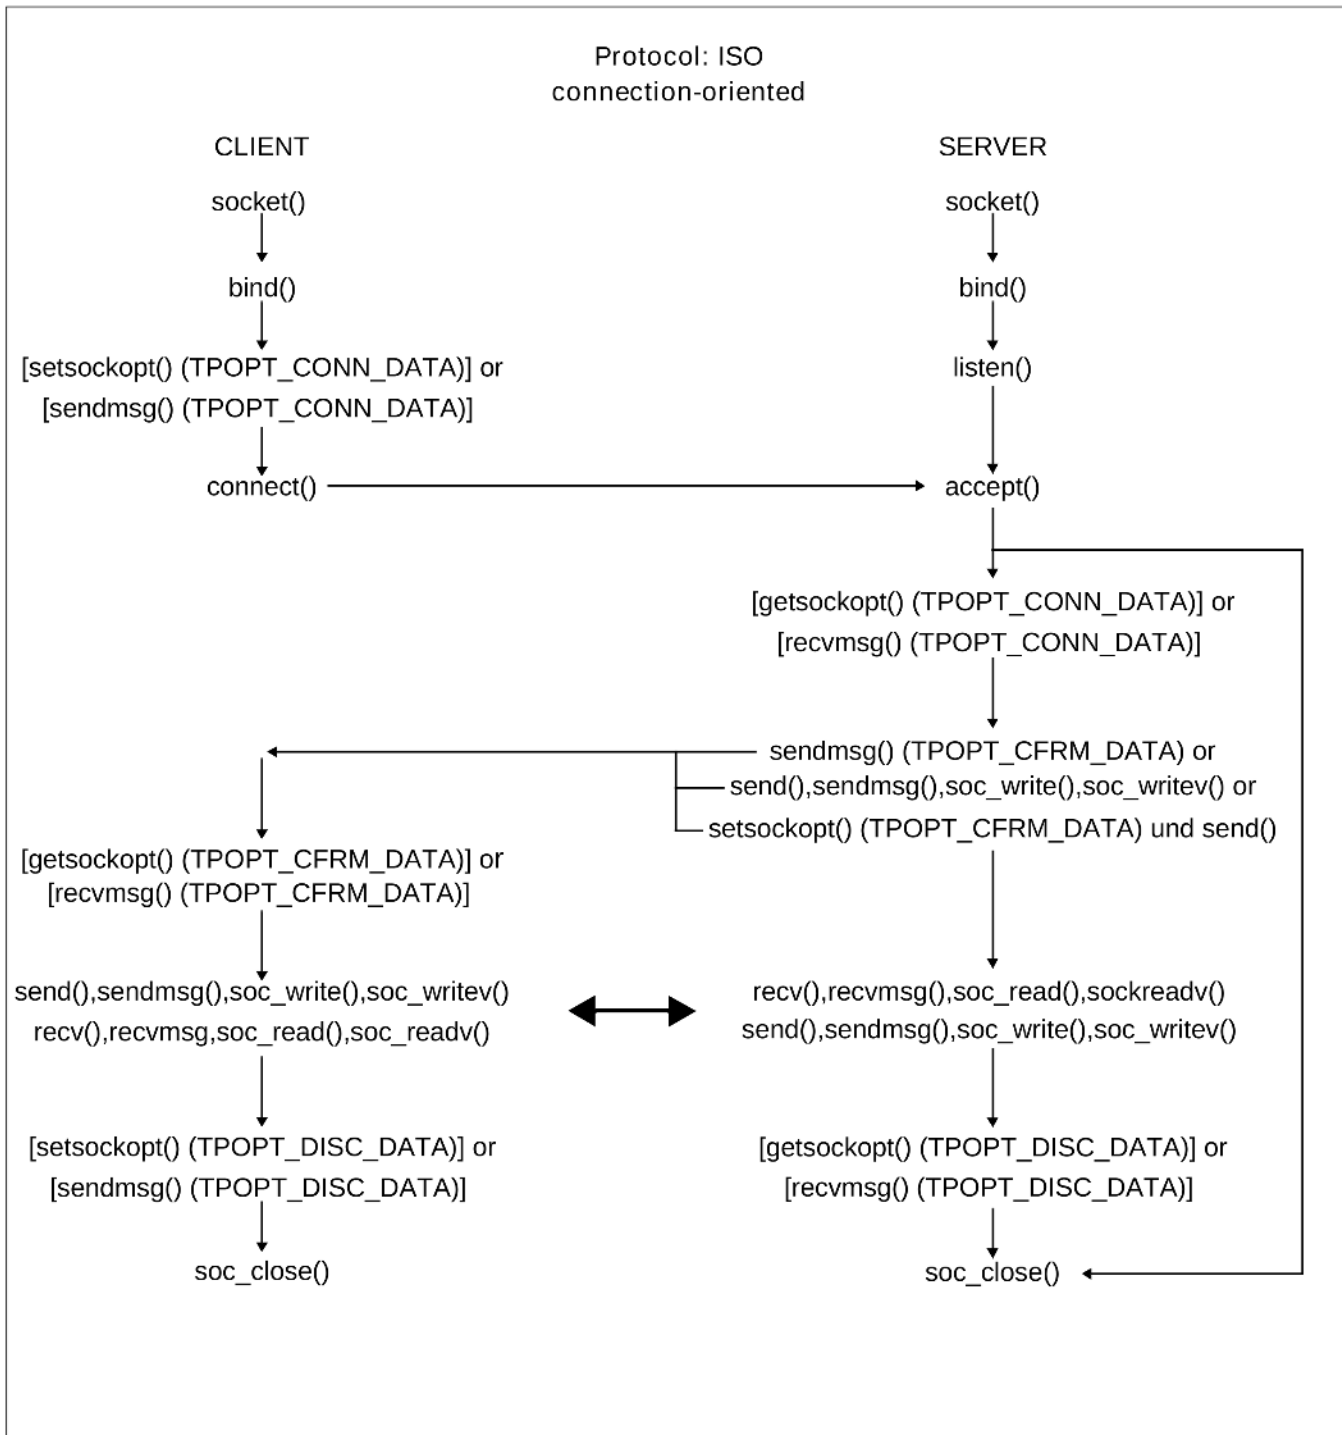 Protocol: ISO
connection-oriented
CLIENT
SERVER
socket()
socket()
bind()
bind()
[setsockopt() (TPOPT_CONN_DATA)] or
listen()
[sendmsg() (TPOPT_CONN_DATA)]
connect()
accept()
[getsockopt() (TPOPT_CONN_DATA)] or
[recvmsg() (TPOPT_CONN_DATA)]
sendmsg() (TPOPT_CFRM_DATA) or
send(),sendmsg(),soc_write(),soc_writev() or
setsockopt() (TPOPT_CFRM_DATA) und send()
[getsockopt() (TPOPT_CFRM_DATA)] or
[recvmsg() (TPOPT_CFRM_DATA)]
send(),sendmsg(),soc_write(),soc_writev()
recv(),recvmsg,soc_read(),soc_readv()
recv(),recvmsg(),soc_read(),sockreadv()
send(),sendmsg(),soc_write(),soc_writev()
[setsockopt() (TPOPT_DISC_DATA)] or
[sendmsg() (TPOPT_DISC_DATA)]
[getsockopt() (TPOPT_DISC_DATA)] or
[recvmsg() (TPOPT_DISC_DATA)]
soc_close()
soc_close()